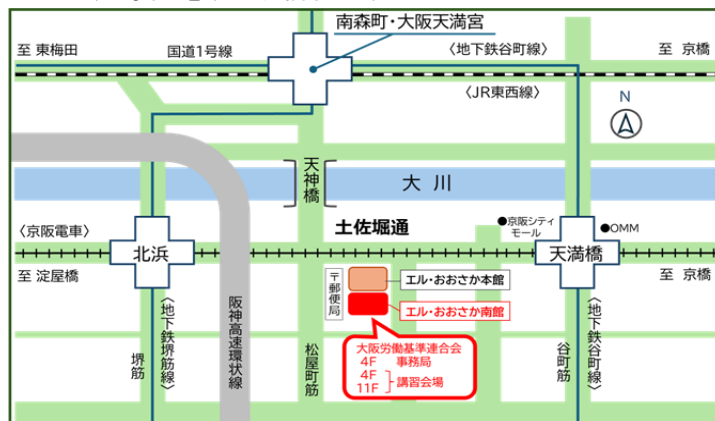 南森町・大阪天満宮
至 東梅田
国道1号線
〈地下鉄谷町線〉
至 京橋
〈JR東西線〉
N
天神橋
大川
土佐堀通
●京阪シティモール
●OMM
〈京阪電車〉
北浜
天満橋
至 淀屋橋
至 京橋
〒郵便局
エル・おおさか本館
エル・おおさか南館
大阪労働基準連合会
4F 事務局
4F
11F
講習会場
堺筋
〈地下鉄堺筋線〉
阪神高速環状線
松屋町筋
谷町筋
〈地下鉄谷町線〉